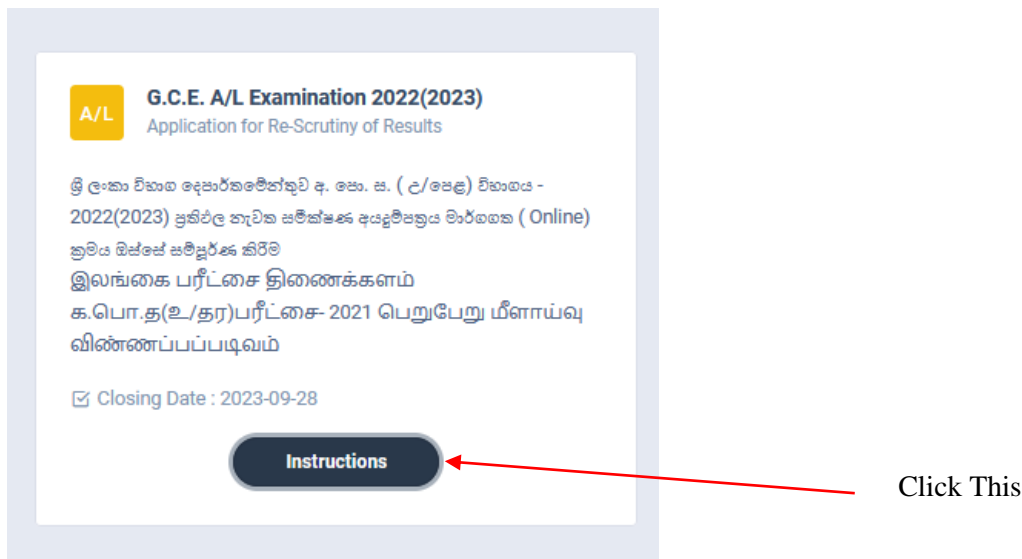 A/L
G.C.E. A/L Examination 2022(2023)
Application for Re-Scrutiny of Results
ශ්‍රී ලංකා විභාග දෙපාර්තමේන්තුව අ. පො. ස. ( උ/පෙළ) විභාගය -
2022(2023) ප්‍රතිඵල නැවත සමීක්ෂණ අයදුම්පත්‍රය මාර්ගගත ( Online)
ක්‍රමය ඔස්සේ සම්පූර්ණ කිරීම
இலங்கை பரீட்சை திணைக்களம்
க.பொ.த(உ/தர)பரீட்சை- 2021 பெறுபேறு மீளாய்வு
விண்ணப்பப்படிவம்
Closing Date : 2023-09-28
Instructions
Click This